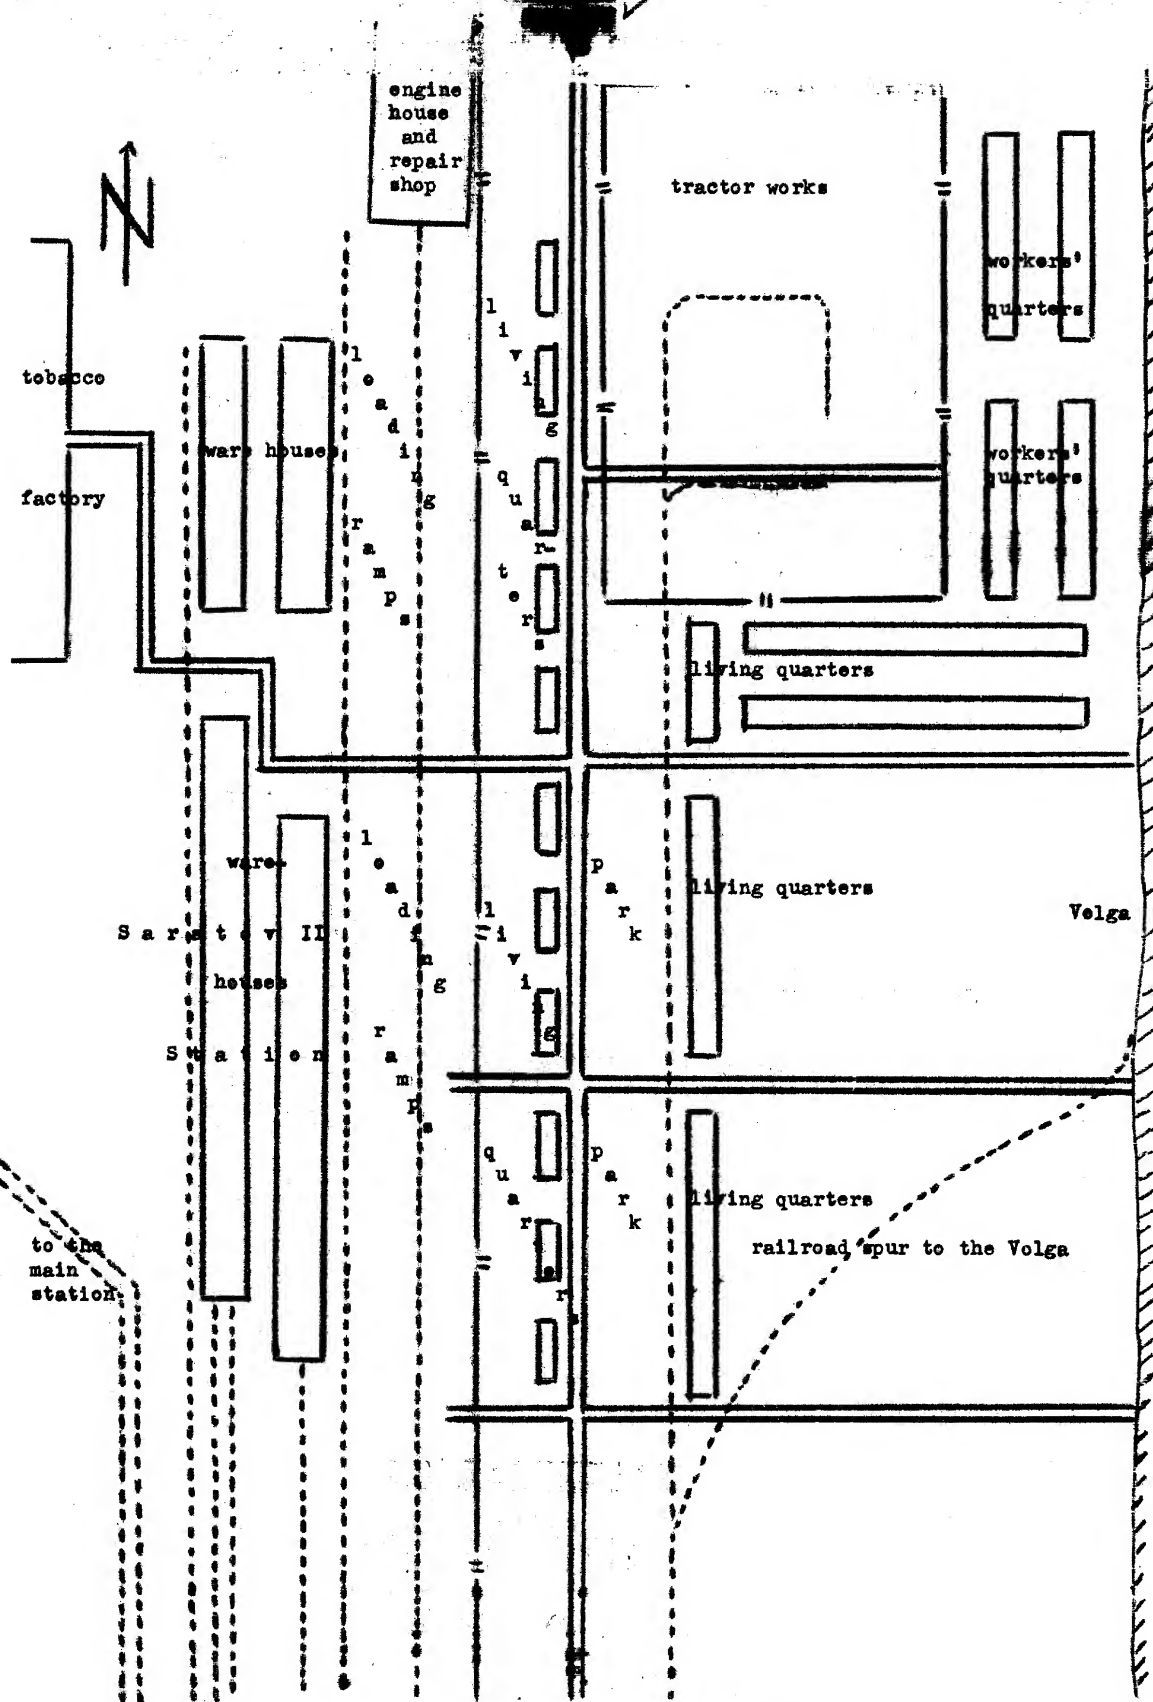 engine
house
and
repair
shop
N
tractor works
workers'
quarters
living
quar-
ters
loading
ramps
tobacco
factory
ware houses
workers'
quarters
living quarters
ware-
houses
Saratov II
Station
loading
ramps
living
quarters
park
living quarters
Volga
park
living quarters
to the
main
station
railroad spur to the Volga